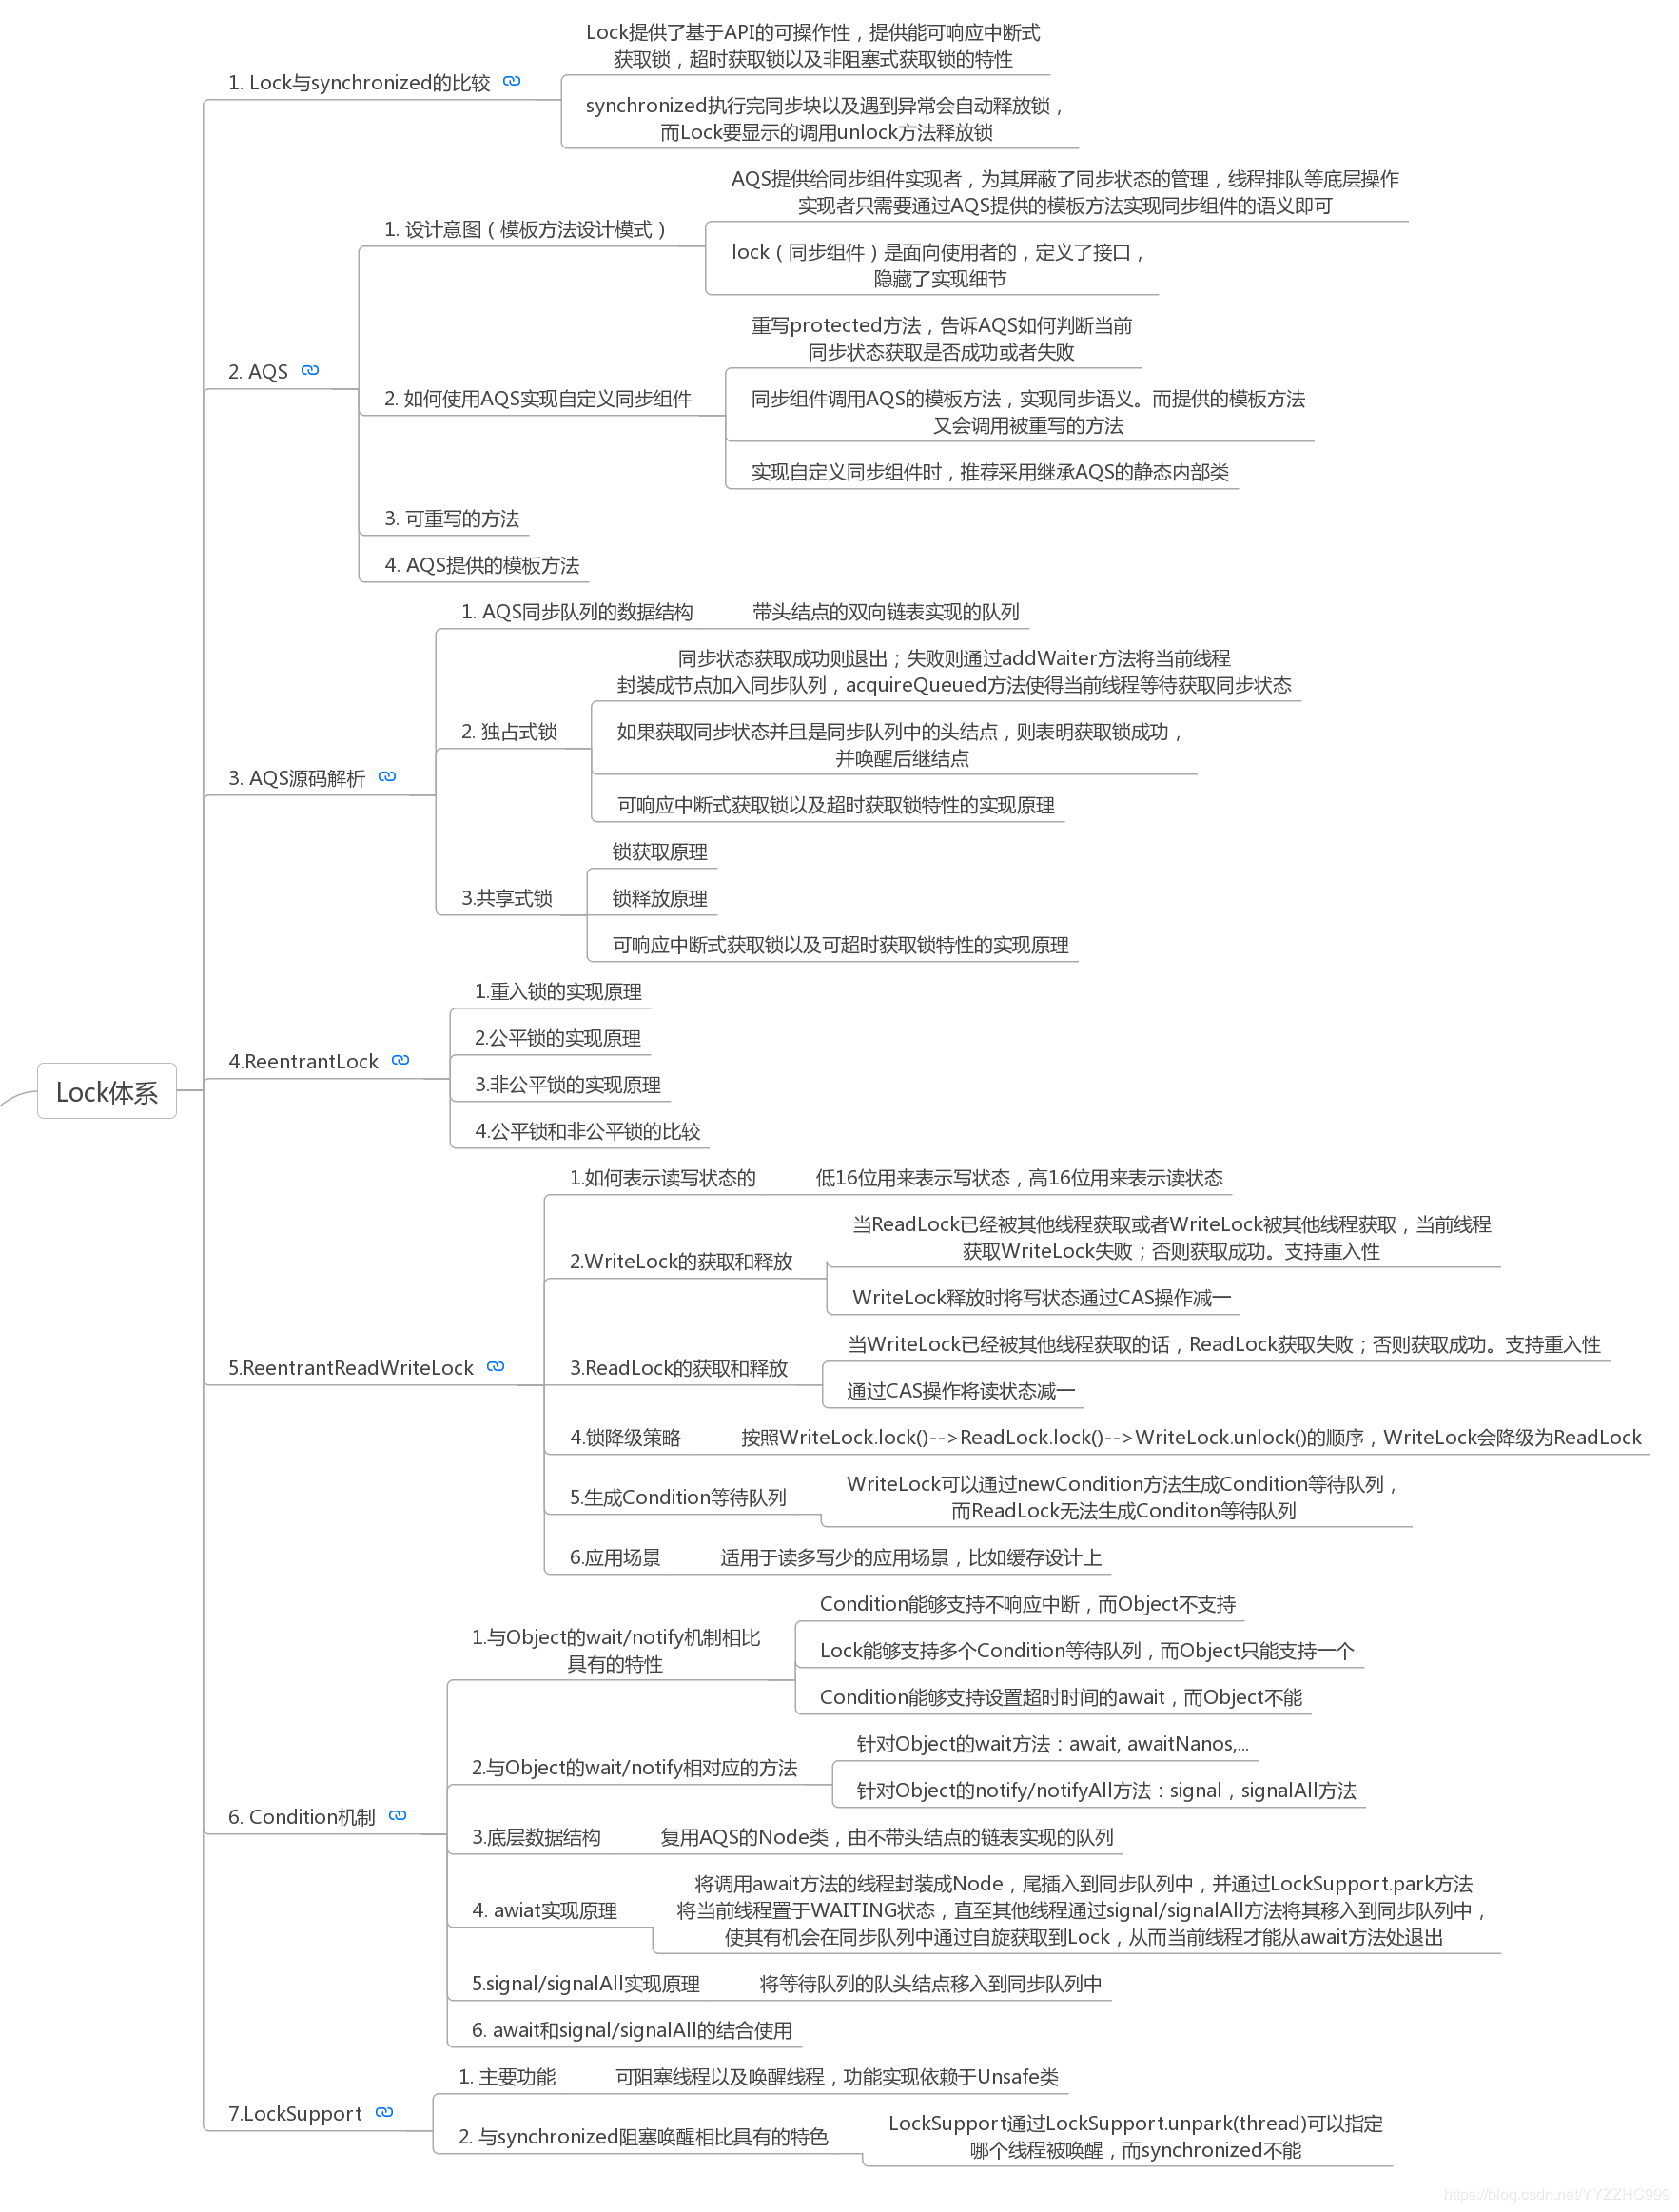 Lock体系
1. Lock与synchronized的比较
Lock提供了基于API的可操作性，提供能可响应中断式
获取锁，超时获取锁以及非阻塞式获取锁的特性
synchronized执行完同步块以及遇到异常会自动释放锁，
而Lock要显示的调用unlock方法释放锁
2. AQS
1. 设计意图（模板方法设计模式）
AQS提供给同步组件实现者，为其屏蔽了同步状态的管理，线程排队等底层操作
实现者只需要通过AQS提供的模板方法实现同步组件的语义即可
lock（同步组件）是面向使用者的，定义了接口，
隐藏了实现细节
2. 如何使用AQS实现自定义同步组件
重写protected方法，告诉AQS如何判断当前
同步状态获取是否成功或者失败
同步组件调用AQS的模板方法，实现同步语义。而提供的模板方法
又会调用被重写的方法
实现自定义同步组件时，推荐采用继承AQS的静态内部类
3. 可重写的方法
4. AQS提供的模板方法
3. AQS源码解析
1. AQS同步队列的数据结构
带头结点的双向链表实现的队列
2. 独占式锁
同步状态获取成功则退出；失败则通过addWaiter方法将当前线程
封装成节点加入同步队列，acquireQueued方法使得当前线程等待获取同步状态
如果获取同步状态并且是同步队列中的头结点，则表明获取锁成功，
并唤醒后继结点
可响应中断式获取锁以及超时获取锁特性的实现原理
3.共享式锁
锁获取原理
锁释放原理
可响应中断式获取锁以及可超时获取锁特性的实现原理
4.ReentrantLock
1.重入锁的实现原理
2.公平锁的实现原理
3.非公平锁的实现原理
4.公平锁和非公平锁的比较
5.ReentrantReadWriteLock
1.如何表示读写状态的
低16位用来表示写状态，高16位用来表示读状态
2.WriteLock的获取和释放
当ReadLock已经被其他线程获取或者WriteLock被其他线程获取，当前线程
获取WriteLock失败；否则获取成功。支持重入性
WriteLock释放时将写状态通过CAS操作减一
3.ReadLock的获取和释放
当WriteLock已经被其他线程获取的话，ReadLock获取失败；否则获取成功。支持重入性
通过CAS操作将读状态减一
4.锁降级策略
按照WriteLock.lock()-->ReadLock.lock()-->WriteLock.unlock()的顺序，WriteLock会降级为ReadLock
5.生成Condition等待队列
WriteLock可以通过newCondition方法生成Condition等待队列，
而ReadLock无法生成Conditon等待队列
6.应用场景
适用于读多写少的应用场景，比如缓存设计上
6. Condition机制
1.与Object的wait/notify机制相比
具有的特性
Condition能够支持不响应中断，而Object不支持
Lock能够支持多个Condition等待队列，而Object只能支持一个
Condition能够支持设置超时时间的await，而Object不能
2.与Object的wait/notify相对应的方法
针对Object的wait方法：await, awaitNanos,...
针对Object的notify/notifyAll方法：signal，signalAll方法
3.底层数据结构
复用AQS的Node类，由不带头结点的链表实现的队列
4. awiat实现原理
将调用await方法的线程封装成Node，尾插入到同步队列中，并通过LockSupport.park方法
将当前线程置于WAITING状态，直至其他线程通过signal/signalAll方法将其移入到同步队列中，
使其有机会在同步队列中通过自旋获取到Lock，从而当前线程才能从await方法处退出
5.signal/signalAll实现原理
将等待队列的队头结点移入到同步队列中
6. await和signal/signalAll的结合使用
7.LockSupport
1. 主要功能
可阻塞线程以及唤醒线程，功能实现依赖于Unsafe类
2. 与synchronized阻塞唤醒相比具有的特色
LockSupport通过LockSupport.unpark(thread)可以指定
哪个线程被唤醒，而synchronized不能
https://blog.csdn.net/YYZZHC999